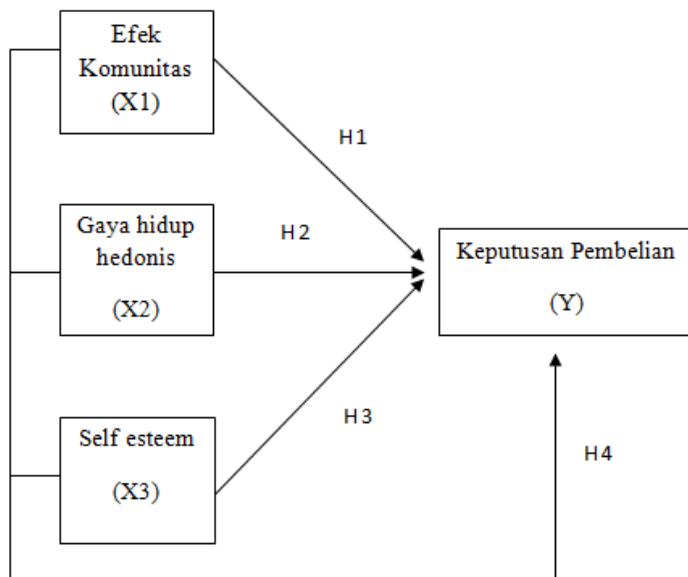 Efek
Komunitas
(X1)
H1
Gaya hidup
hedonis
(X2)
H2
Keputusan Pembelian
(Y)
Self esteem
(X3)
H3
H4